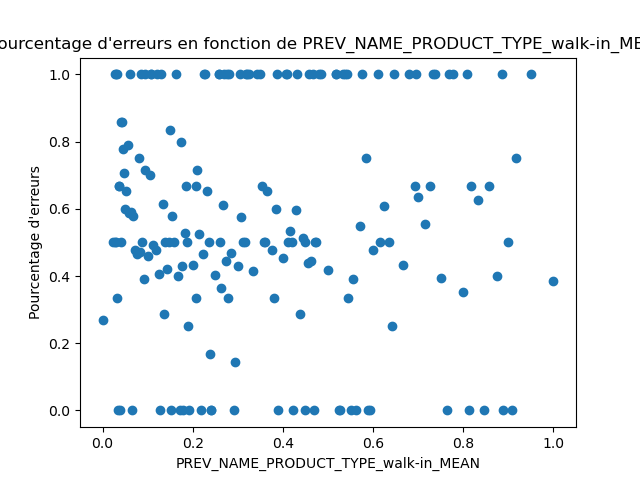 ourcentage d'erreurs en fonction de PREV_NAME_PRODUCT_TYPE_walk-in_ME
1.0
0.8
0.6
0.4
0.2
0.0
Pourcentage d'erreurs
0.0 0.2 0.4 0.6 0.8 1.0
PREV_NAME_PRODUCT_TYPE_walk-in_MEAN